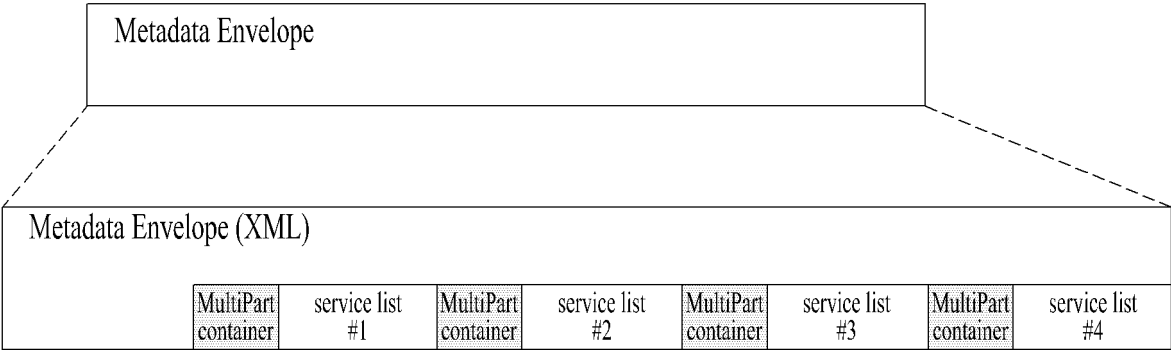 Metadata Envelope
Metadata Envelope (XML)
MultiPart
container
service list
#1
MultiPart
container
service list
#2
MultiPart
container
service list
#3
MultiPart
container
service list
#4